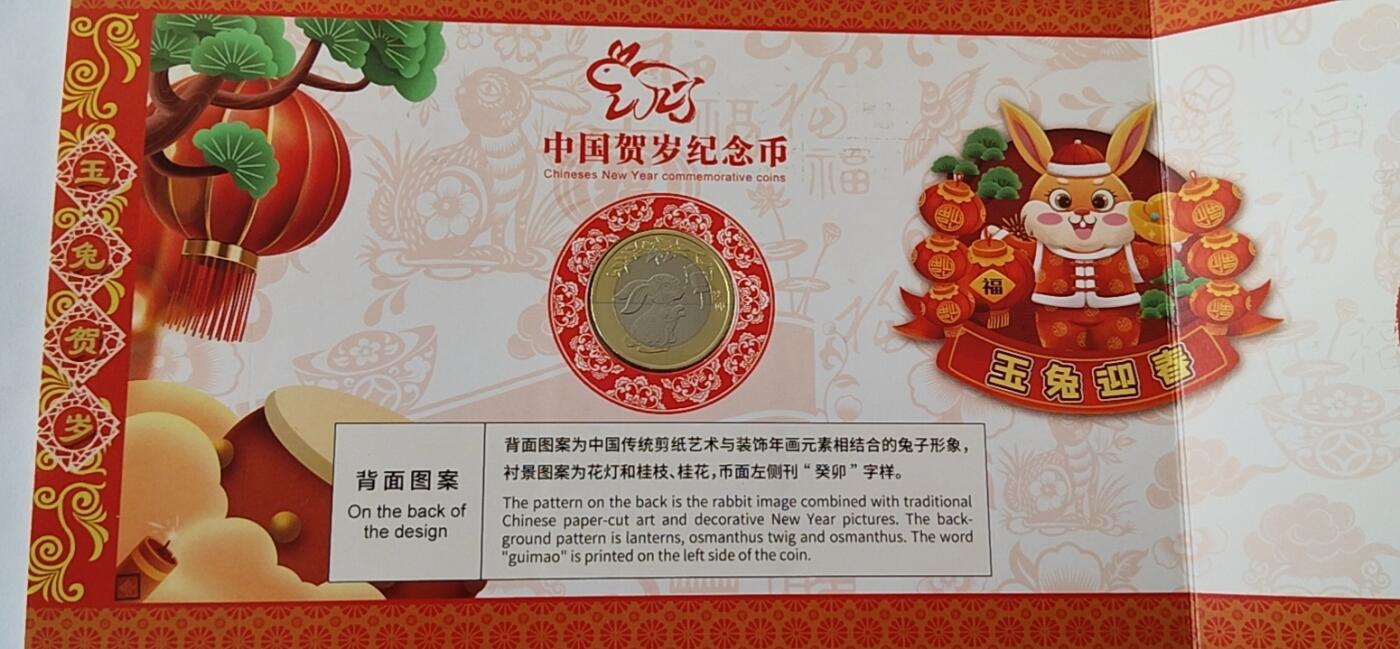 玉
兔
贺
岁
中国贺岁纪念币
Chineses New Year commemorative coins
福
玉兔迎春
背面图案
On the back of
the design
背面图案为中国传统剪纸艺术与装饰年画元素相结合的兔子形象，
衬景图案为花灯和桂枝、桂花，币面左侧刊“癸卯”字样。
The pattern on the back is the rabbit image combined with traditional
Chinese paper-cut art and decorative New Year pictures. The back-
ground pattern is lanterns, osmanthus twig and osmanthus. The word
"guimao" is printed on the left side of the coin.